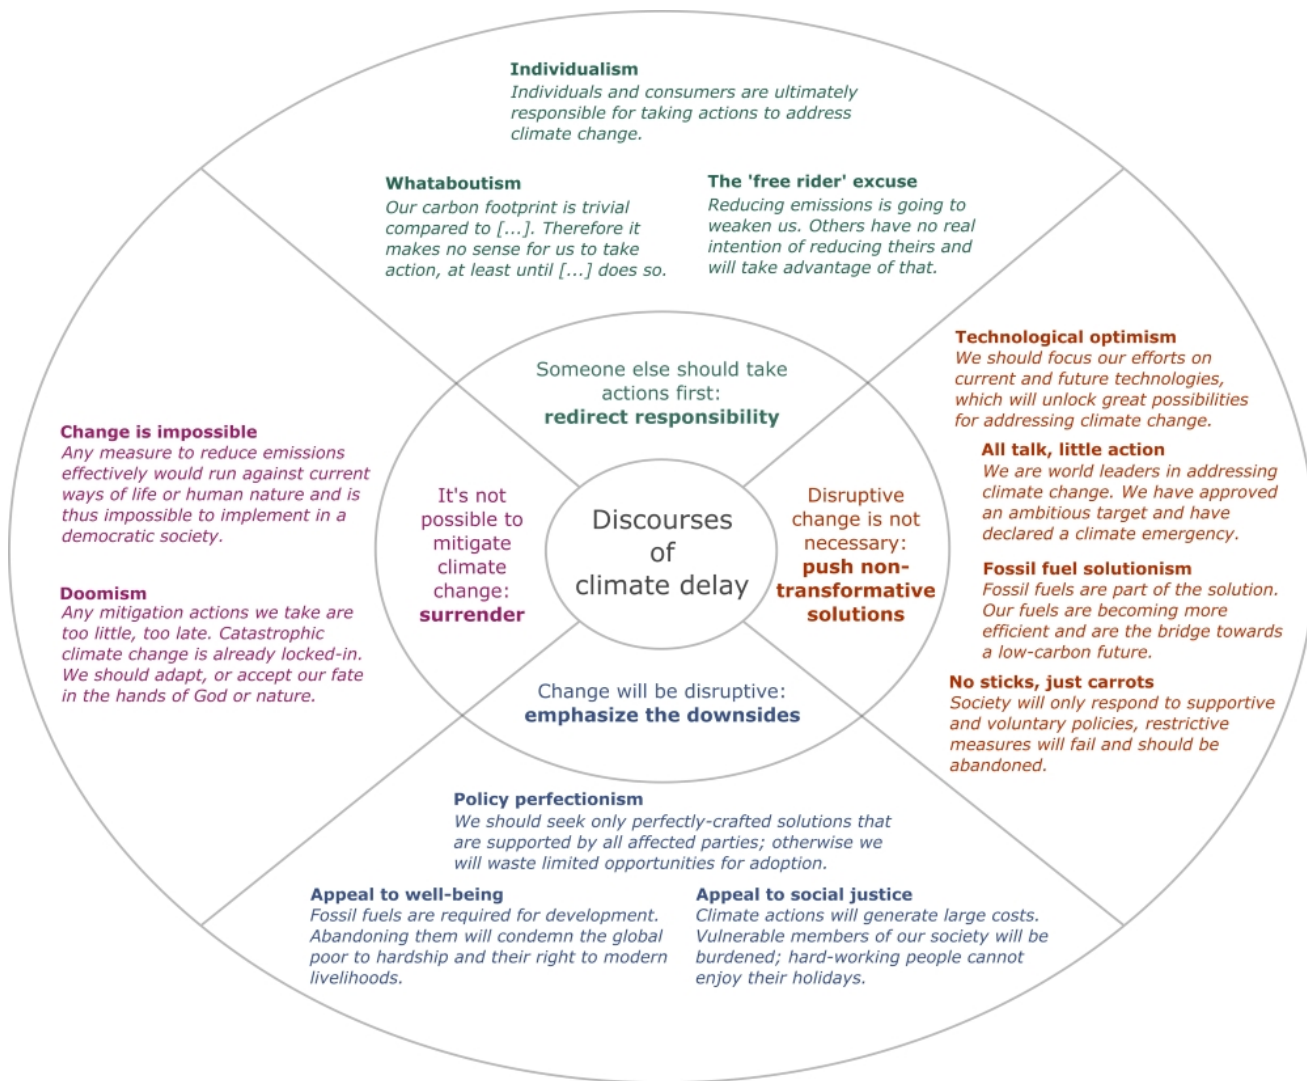 Individualism
Individuals and consumers are ultimately
responsible for taking actions to address
climate change.
Whataboutism
Our carbon footprint is trivial
compared to [...]. Therefore it
makes no sense for us to take
action, at least until [...] does so.
The 'free rider' excuse
Reducing emissions is going to
weaken us. Others have no real
intention of reducing theirs and
will take advantage of that.
Someone else should take
actions first:
redirect responsibility
Technological optimism
We should focus our efforts on
current and future technologies,
which will unlock great possibilities
for addressing climate change.
All talk, little action
We are world leaders in addressing
climate change. We have approved
an ambitious target and have
declared a climate emergency.
Fossil fuel solutionism
Fossil fuels are part of the solution.
Our fuels are becoming more
efficient and are the bridge towards
a low-carbon future.
No sticks, just carrots
Society will only respond to supportive
and voluntary policies, restrictive
measures will fail and should be
abandoned.
Disruptive
change is not
necessary:
push non-
transformative
solutions
Discourses
of
climate delay
It's not
possible to
mitigate
climate
change:
surrender
Change is impossible
Any measure to reduce emissions
effectively would run against current
ways of life or human nature and is
thus impossible to implement in a
democratic society.
Doomism
Any mitigation actions we take are
too little, too late. Catastrophic
climate change is already locked-in.
We should adapt, or accept our fate
in the hands of God or nature.
Change will be disruptive:
emphasize the downsides
Policy perfectionism
We should seek only perfectly-crafted solutions that
are supported by all affected parties; otherwise we
will waste limited opportunities for adoption.
Appeal to well-being
Fossil fuels are required for development.
Abandoning them will condemn the global
poor to hardship and their right to modern
livelihoods.
Appeal to social justice
Climate actions will generate large costs.
Vulnerable members of our society will be
burdened; hard-working people cannot
enjoy their holidays.